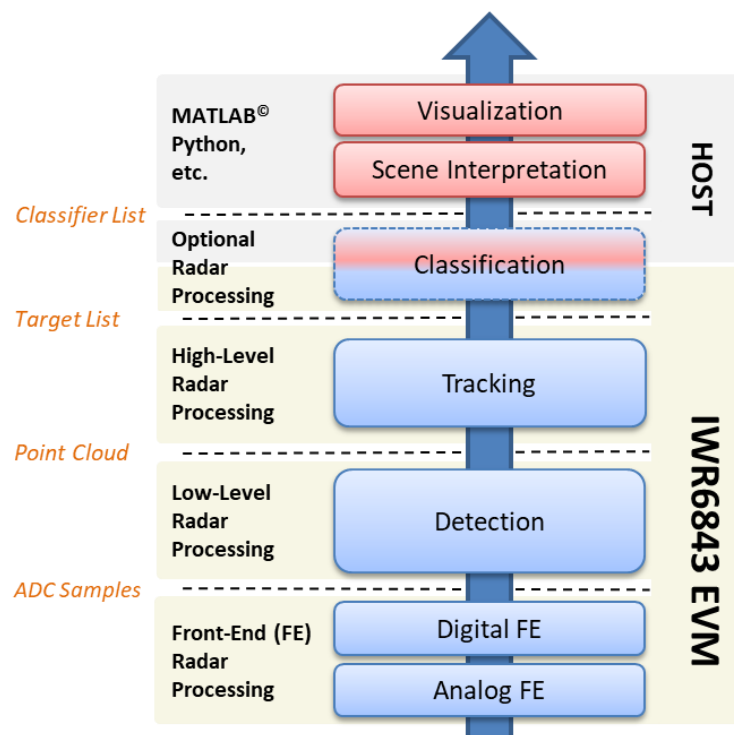 MATLAB©
Python,
etc.
Visualization
Scene Interpretation
HOST
Classifier List
Optional
Radar
Processing
Classification
Target List
High-Level
Radar
Processing
Tracking
IWR6843 EVM
Point Cloud
Low-Level
Radar
Processing
Detection
ADC Samples
Front-End (FE)
Radar
Processing
Digital FE
Analog FE